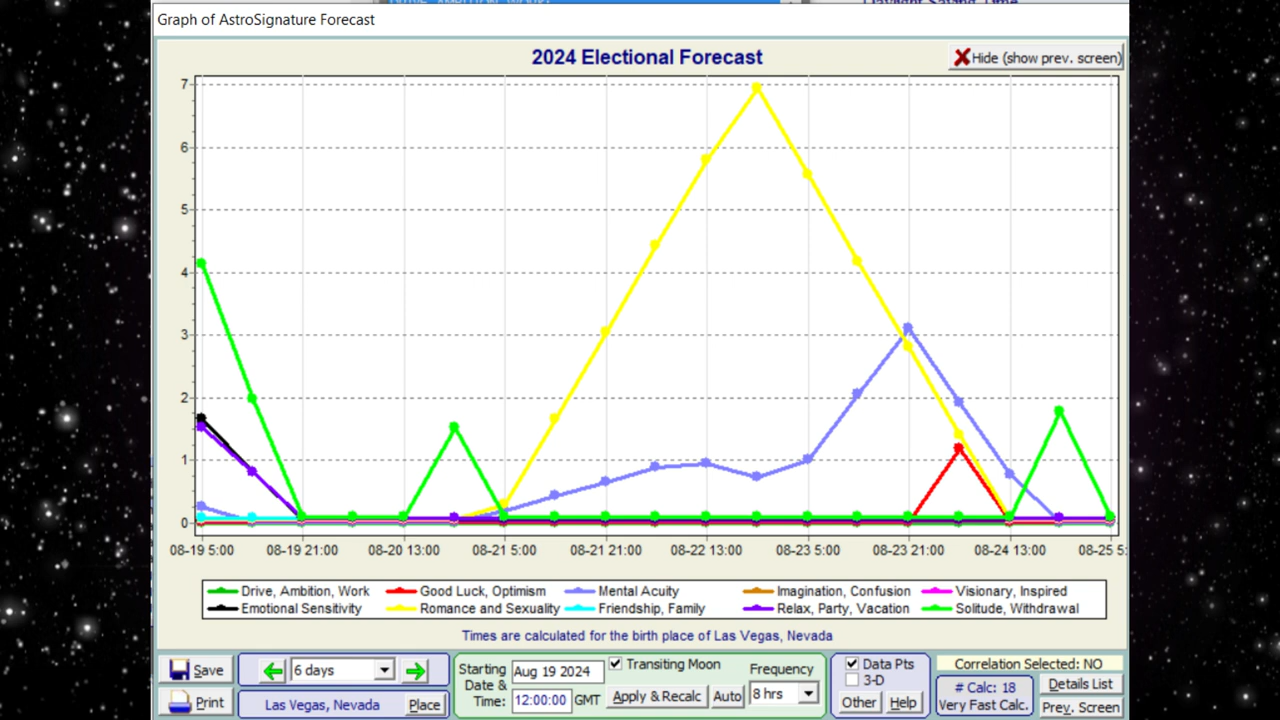 Graph of AstroSignature Forecast
2024 Electional Forecast
Hide (show prev. screen)
7
6
5
4
3
2
1
0
08-19 5:00 08-19 21:00 08-20 13:00 08-21 5:00 08-21 21:00 08-22 13:00 08-23 5:00 08-23 21:00 08-24 13:00 08-25 5:
Drive, Ambition, Work Good Luck, Optimism Mental Acuity Imagination, Confusion Visionary, Inspired
Emotional Sensitivity Romance and Sexuality Friendship, Family Relax, Party, Vacation Solitude, Withdrawal
Times are calculated for the birth place of Las Vegas, Nevada
Save 6 days Starting Date & Time: Aug 19 2024 Transiting Moon Frequency Data Pts Correlation Selected: NO
3-D
12:00:00 GMT Apply & Recalc Auto 8 hrs # Calc: 18 Details List
Print Las Vegas, Nevada Place Other Help Very Fast Calc. Prev. Screen